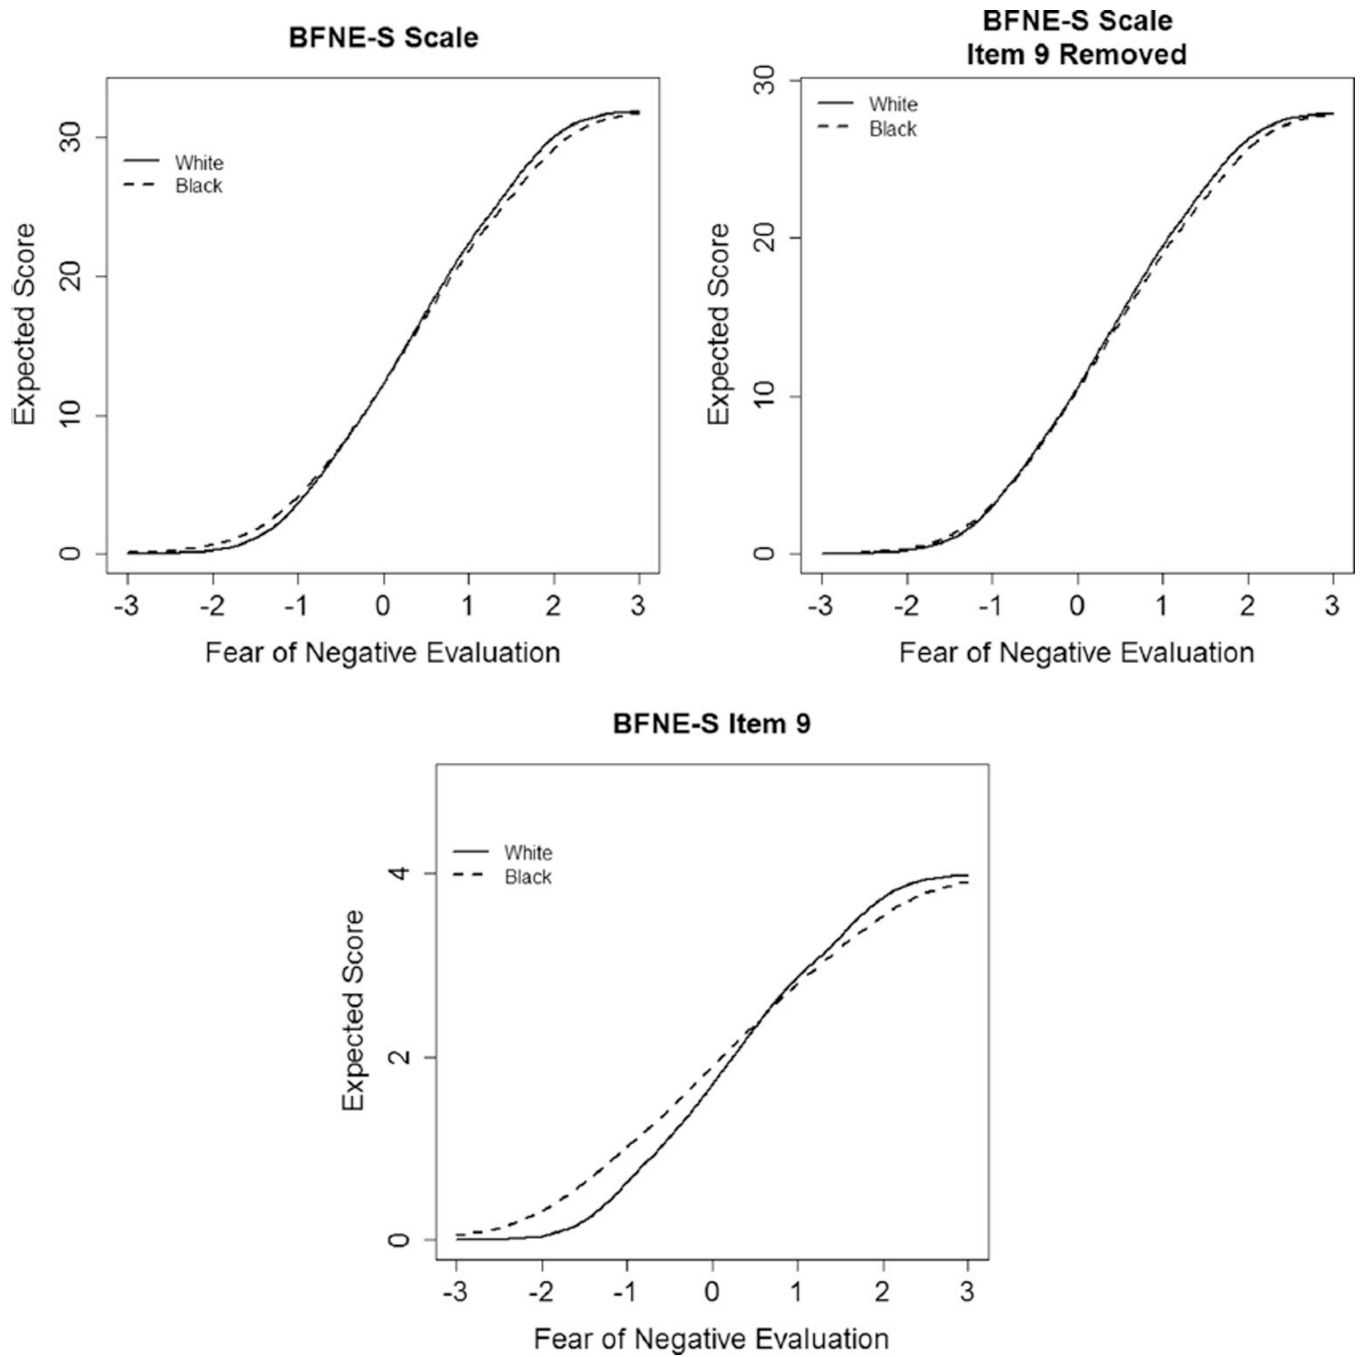 BFNE-S Scale
30
20
10
0
White
Black
Expected Score
-3 -2 -1 0 1 2 3
Fear of Negative Evaluation
BFNE-S Scale
Item 9 Removed
30
20
10
0
White
Black
Expected Score
-3 -2 -1 0 1 2 3
Fear of Negative Evaluation
BFNE-S Item 9
4
2
0
White
Black
Expected Score
-3 -2 -1 0 1 2 3
Fear of Negative Evaluation